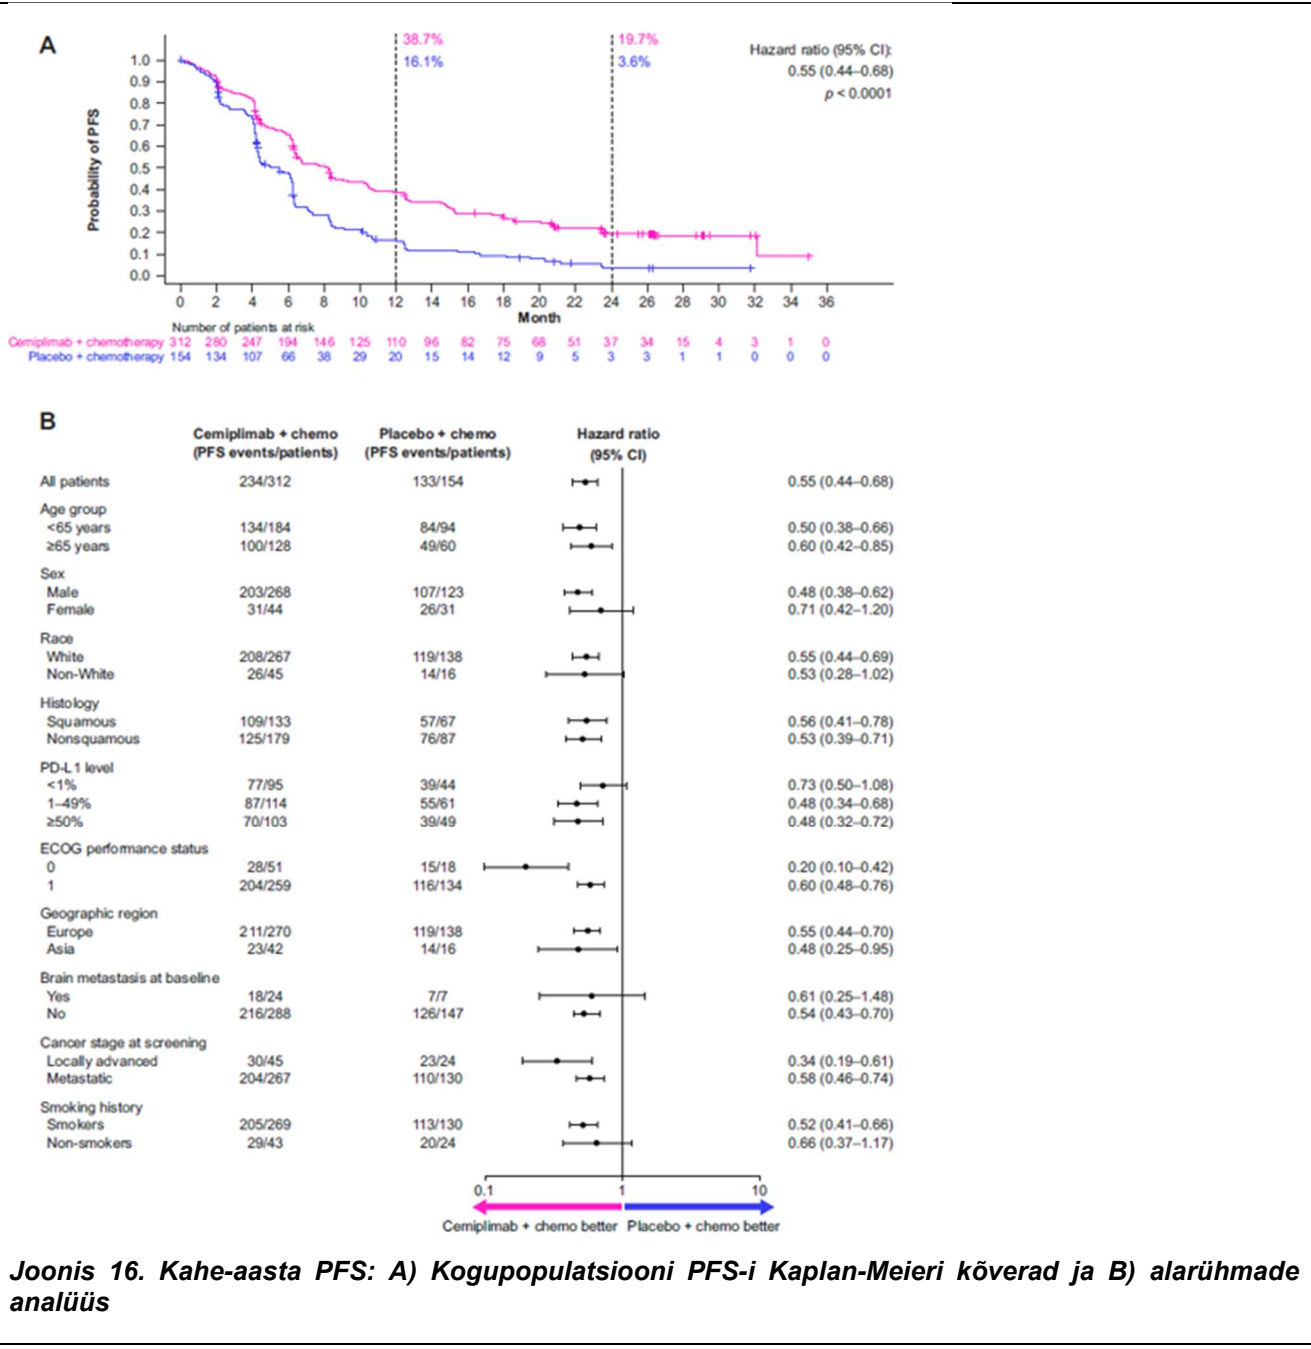 A
38.7%
16.1%
19.7%
3.6%
Hazard ratio (95% CI):
0.55 (0.44–0.68)
p < 0.0001
Probability of PFS
1.0
0.9
0.8
0.7
0.6
0.5
0.4
0.3
0.2
0.1
0.0
0 2 4 6 8 10 12 14 16 18 20 22 24 26 28 30 32 34 36
Month
Number of patients at risk
Cemiplimab + chemotherapy 312 280 247 194 146 125 110 96 82 75 68 51 37 34 15 4 3 1 0
Placebo + chemotherapy 154 134 107 66 38 29 20 15 14 12 9 5 3 3 1 1 0 0 0
B
Cemiplimab + chemo Placebo + chemo Hazard ratio
(PFS events/patients) (PFS events/patients) (95% CI)
All patients 234/312 133/154 0.55 (0.44–0.68)
Age group
<65 years 134/184 84/94 0.50 (0.38–0.66)
≥65 years 100/128 49/60 0.60 (0.42–0.85)
Sex
Male 203/268 107/123 0.48 (0.38–0.62)
Female 31/44 26/31 0.71 (0.42–1.20)
Race
White 208/267 119/138 0.55 (0.44–0.69)
Non-White 26/45 14/16 0.53 (0.28–1.02)
Histology
Squamous 109/133 57/67 0.56 (0.41–0.78)
Nonsquamous 125/179 76/87 0.53 (0.39–0.71)
PD-L1 level
<1% 77/95 39/44 0.73 (0.50–1.08)
1–49% 87/114 55/61 0.48 (0.34–0.68)
≥50% 70/103 39/49 0.48 (0.32–0.72)
ECOG performance status
0 28/51 15/18 0.20 (0.10–0.42)
1 204/259 116/134 0.60 (0.48–0.76)
Geographic region
Europe 211/270 119/138 0.55 (0.44–0.70)
Asia 23/42 14/16 0.48 (0.25–0.95)
Brain metastasis at baseline
Yes 18/24 7/7 0.61 (0.25–1.48)
No 216/288 126/147 0.54 (0.43–0.70)
Cancer stage at screening
Locally advanced 30/45 23/24 0.34 (0.19–0.61)
Metastatic 204/267 110/130 0.58 (0.46–0.74)
Smoking history
Smokers 205/269 113/130 0.52 (0.41–0.66)
Non-smokers 29/43 20/24 0.66 (0.37–1.17)
0.1 1 10
Cemiplimab + chemo better Placebo + chemo better
Joonis 16. Kahe-aasta PFS: A) Kogupopulatsiooni PFS-i Kaplan-Meieri kõverad ja B) alarühmade
analüüs